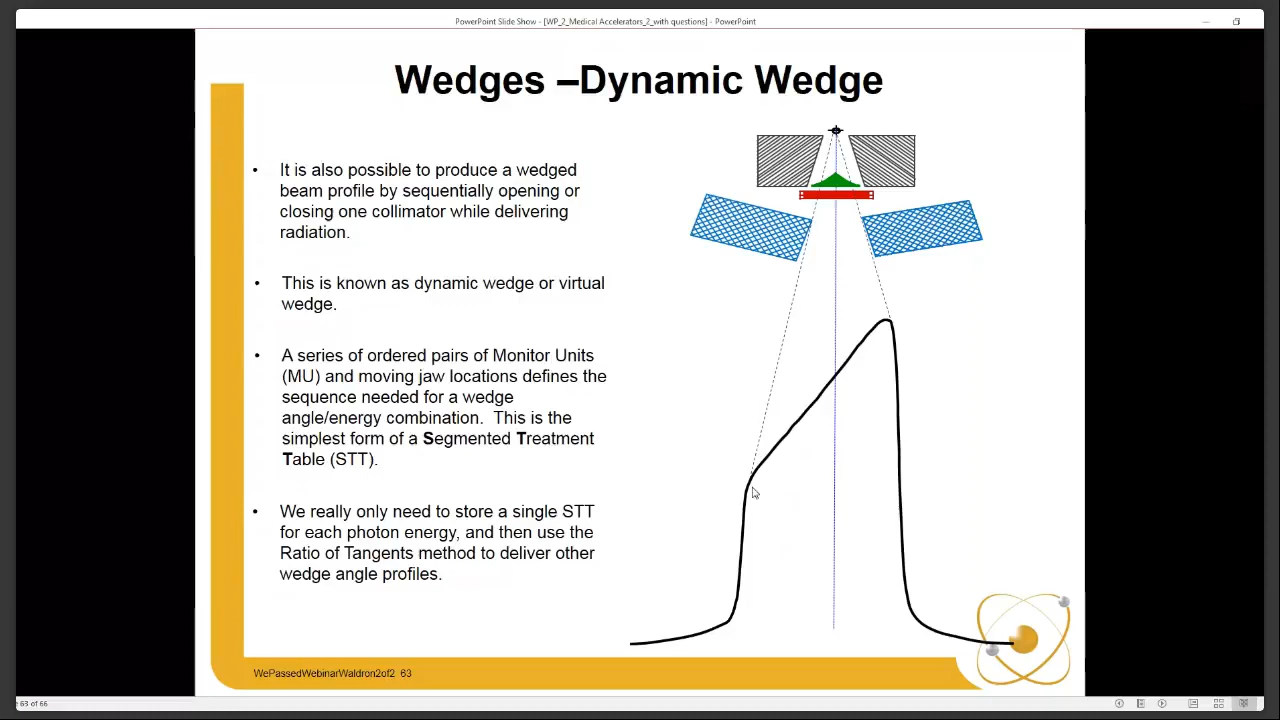 PowerPoint Slide Show - [WP_2_Medical Accelerators_2_with questions] - PowerPoint
Wedges –Dynamic Wedge
• It is also possible to produce a wedged
beam profile by sequentially opening or
closing one collimator while delivering
radiation.
• This is known as dynamic wedge or virtual
wedge.
• A series of ordered pairs of Monitor Units
(MU) and moving jaw locations defines the
sequence needed for a wedge
angle/energy combination.  This is the
simplest form of a Segmented Treatment
Table (STT).
• We really only need to store a single STT
for each photon energy, and then use the
Ratio of Tangents method to deliver other
wedge angle profiles.
WePassedWebinarWaldron2of2  63
63 of 66